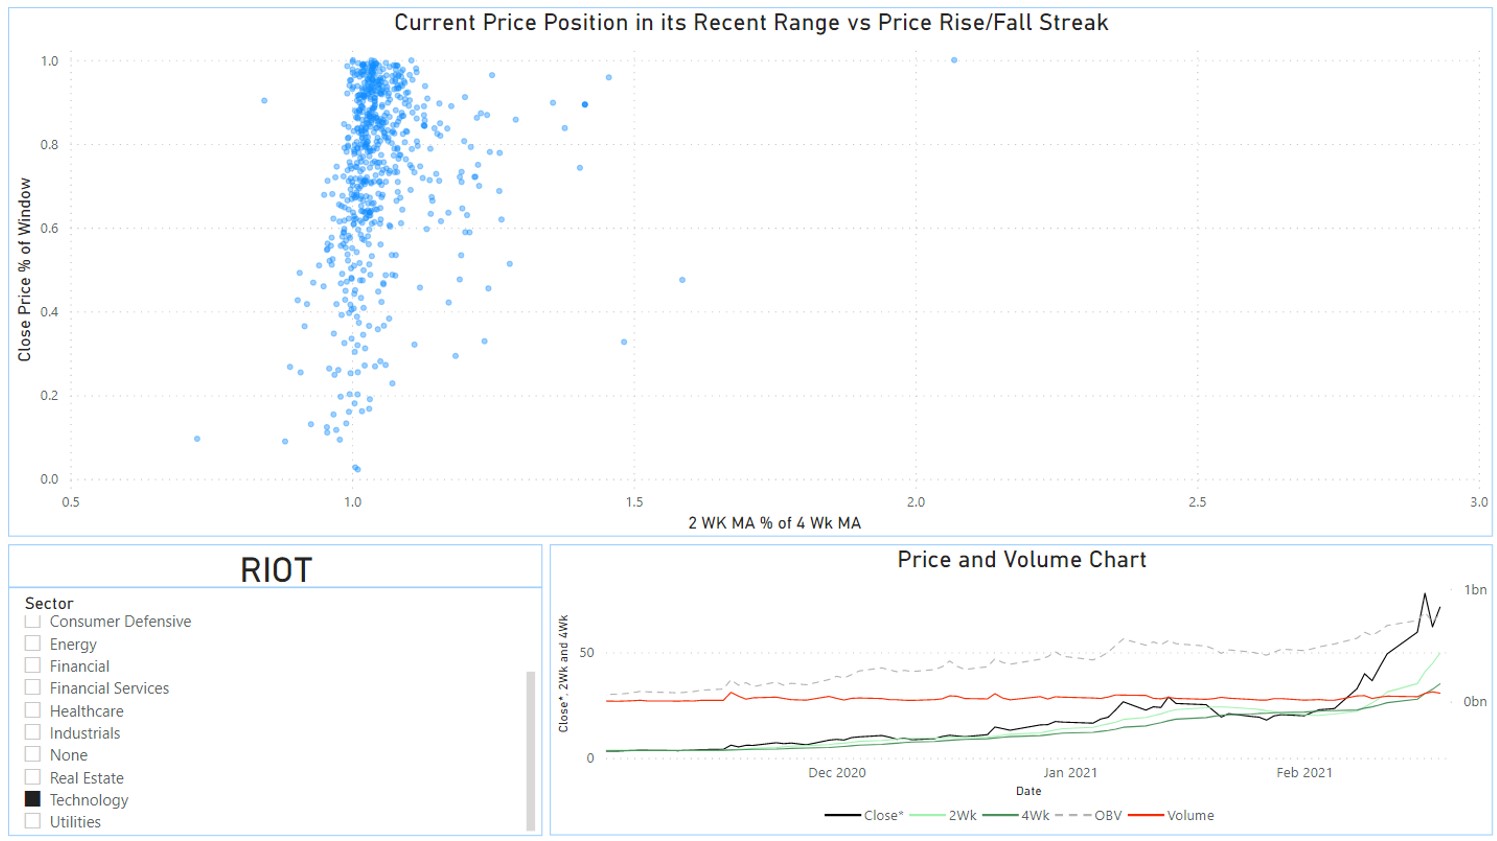 Current Price Position in its Recent Range vs Price Rise/Fall Streak
Close Price % of Window
1.0
0.8
0.6
0.4
0.2
0.0
0.5 1.0 1.5 2.0 2.5 3.0
2 WK MA % of 4 Wk MA
RIOT
Sector
Consumer Defensive
Energy
Financial
Financial Services
Healthcare
Industrials
None
Real Estate
Technology
Utilities
Price and Volume Chart
Close*, 2Wk and 4Wk
50
0
1bn
0bn
Dec 2020 Jan 2021 Feb 2021
Date
Close* 2Wk 4Wk OBV Volume